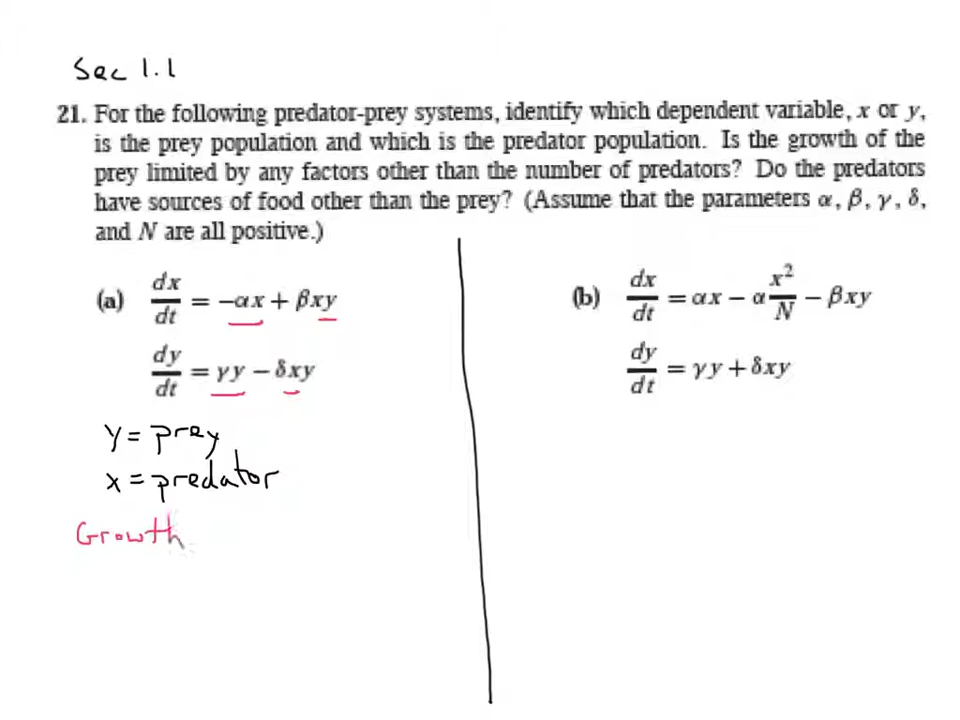 Sec 1.1
21. For the following predator-prey systems, identify which dependent variable, x or y,
is the prey population and which is the predator population. Is the growth of the
prey limited by any factors other than the number of predators? Do the predators
have sources of food other than the prey? (Assume that the parameters α, β, γ, δ,
and N are all positive.)
(a) dx/dt = -αx + βxy
dy/dt = γy - δxy
y = prey
x = predator
Growth
(b) dx/dt = αx - α x²/N - βxy
dy/dt = γy + δxy